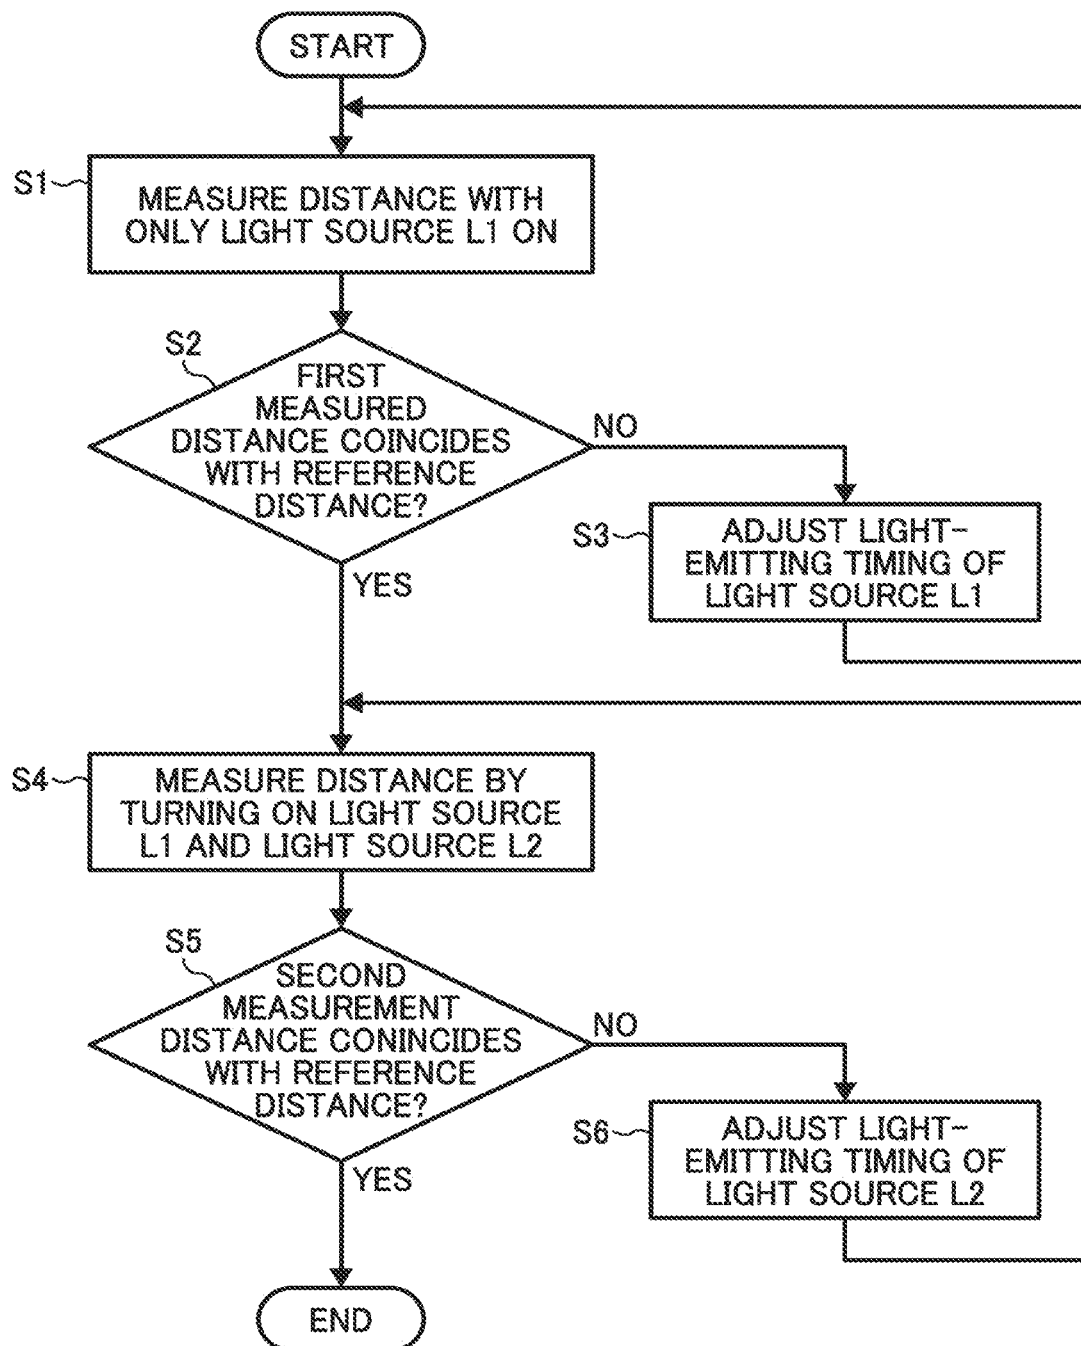 START
S1
MEASURE DISTANCE WITH
ONLY LIGHT SOURCE L1 ON
S2
FIRST
MEASURED
DISTANCE COINCIDES
WITH REFERENCE
DISTANCE?
NO
YES
S3
ADJUST LIGHT-
EMITTING TIMING OF
LIGHT SOURCE L1
S4
MEASURE DISTANCE BY
TURNING ON LIGHT SOURCE
L1 AND LIGHT SOURCE L2
S5
SECOND
MEASUREMENT
DISTANCE CONINCIDES
WITH REFERENCE
DISTANCE?
NO
YES
S6
ADJUST LIGHT-
EMITTING TIMING OF
LIGHT SOURCE L2
END